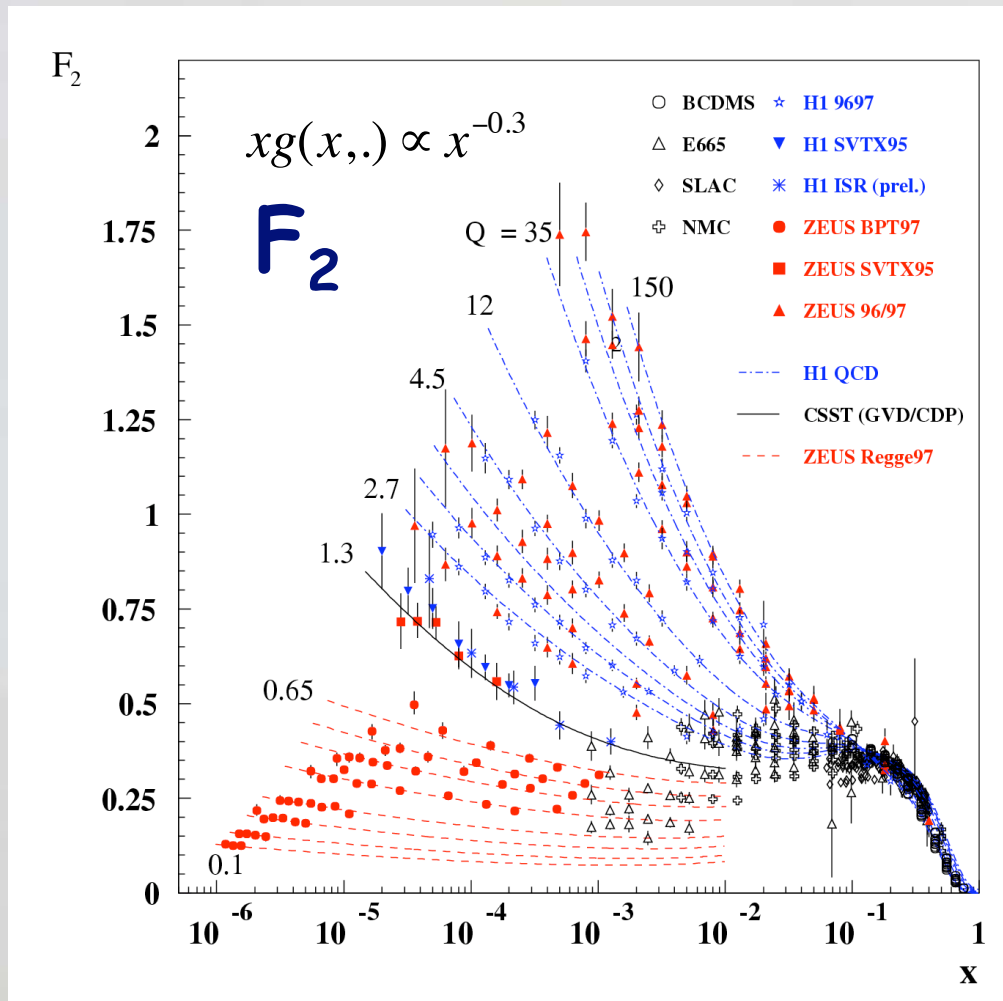 F2
xg(x,.) ∝ x^−0.3
F2
BCDMS
E665
SLAC
NMC
H1 9697
H1 SVTX95
H1 ISR (prel.)
ZEUS BPT97
ZEUS SVTX95
ZEUS 96/97
H1 QCD
CSST (GVD/CDP)
ZEUS Regge97
Q = 35
2
150
12
4.5
2.7
1.3
0.65
0.1
2
1.75
1.5
1.25
1
0.75
0.5
0.25
0
10^-6 10^-5 10^-4 10^-3 10^-2 10^-1 1
x